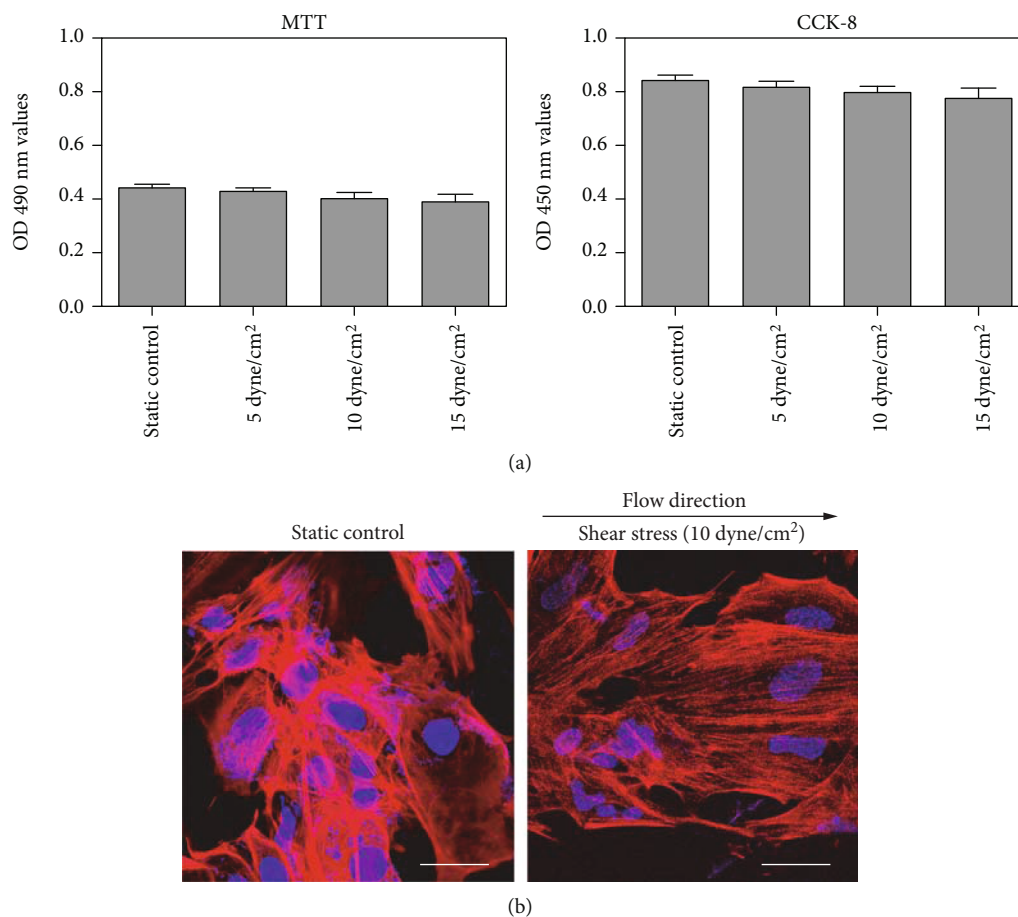 MTT
OD 490 nm values
1.0
0.8
0.6
0.4
0.2
0.0
Static control
5 dyne/cm²
10 dyne/cm²
15 dyne/cm²
CCK-8
OD 450 nm values
1.0
0.8
0.6
0.4
0.2
0.0
Static control
5 dyne/cm²
10 dyne/cm²
15 dyne/cm²
(a)
Static control
Flow direction
Shear stress (10 dyne/cm²)
(b)